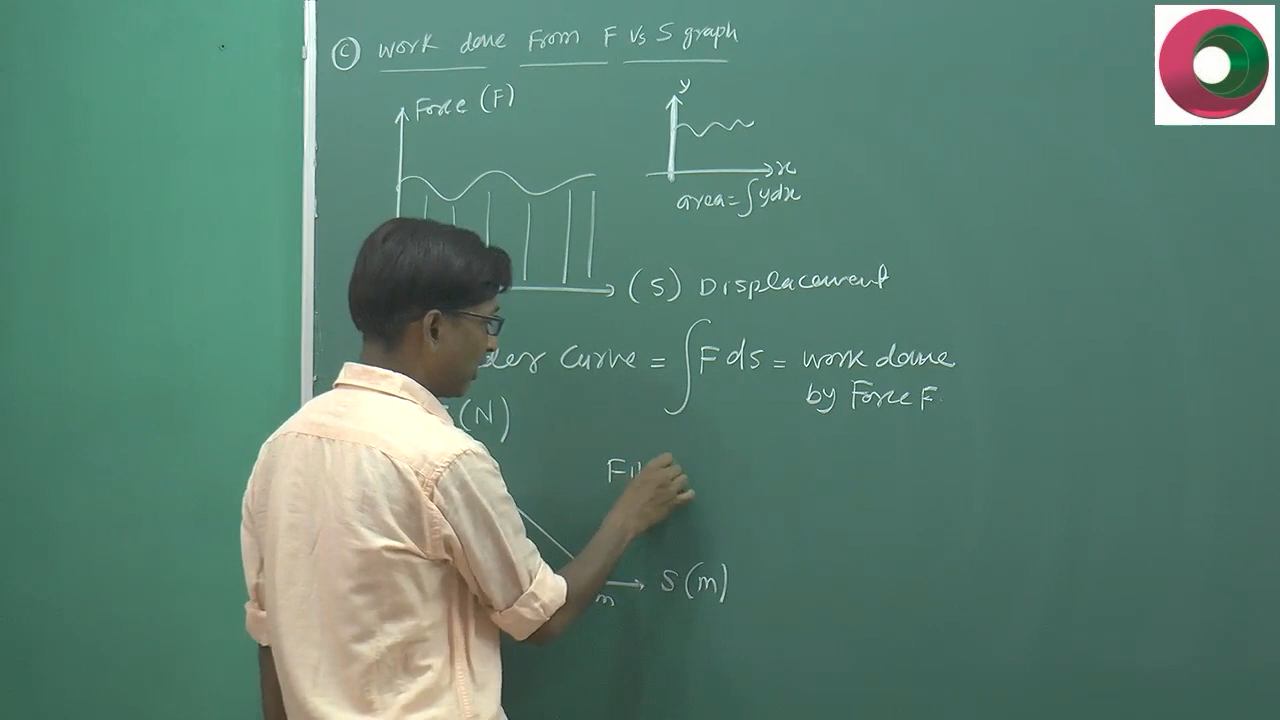 (C) Work done From F Vs S graph
Force (F)
y
x
area = ∫ydx
(S) Displacement
Curve = ∫F ds = work done
by Force F.
(N)
S (m)
m